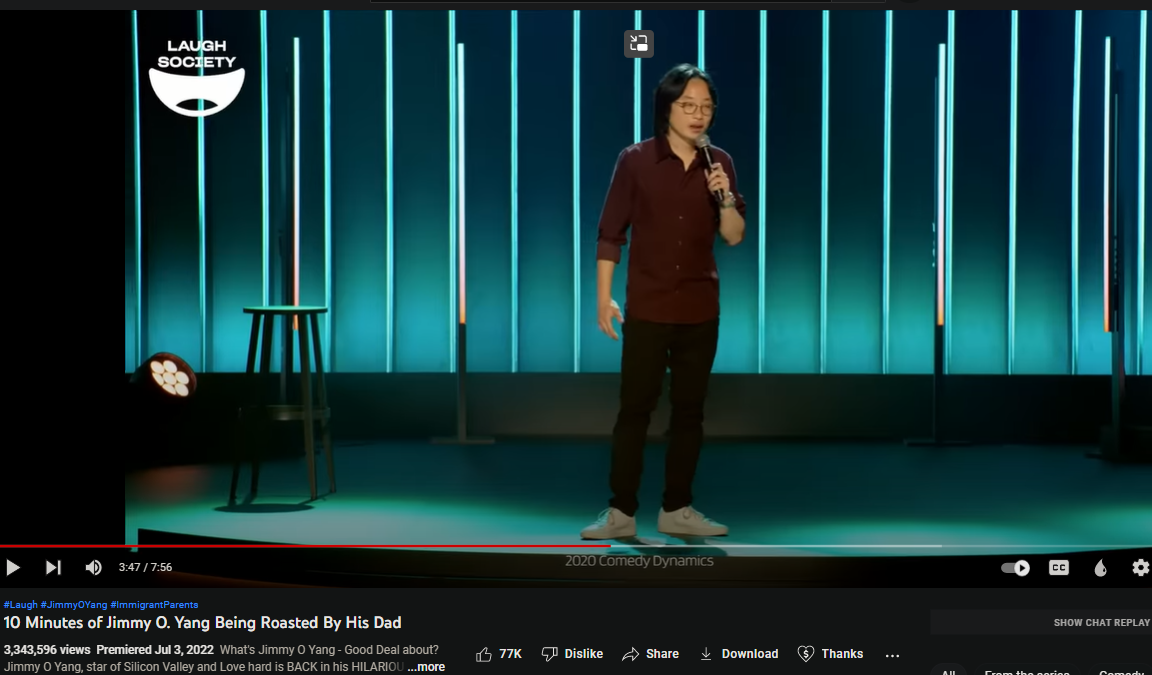 LAUGH
SOCIETY
3:47 / 7:56
2020 Comedy Dynamics
CC
#Laugh #JimmyOYang #ImmigrantParents
10 Minutes of Jimmy O. Yang Being Roasted By His Dad
SHOW CHAT REPLAY
3,343,596 views Premiered Jul 3, 2022 What's Jimmy O Yang - Good Deal about?
Jimmy O Yang, star of Silicon Valley and Love hard is BACK in his HILARIOU ...more
77K Dislike Share Download Thanks ...
All From the series Comedy